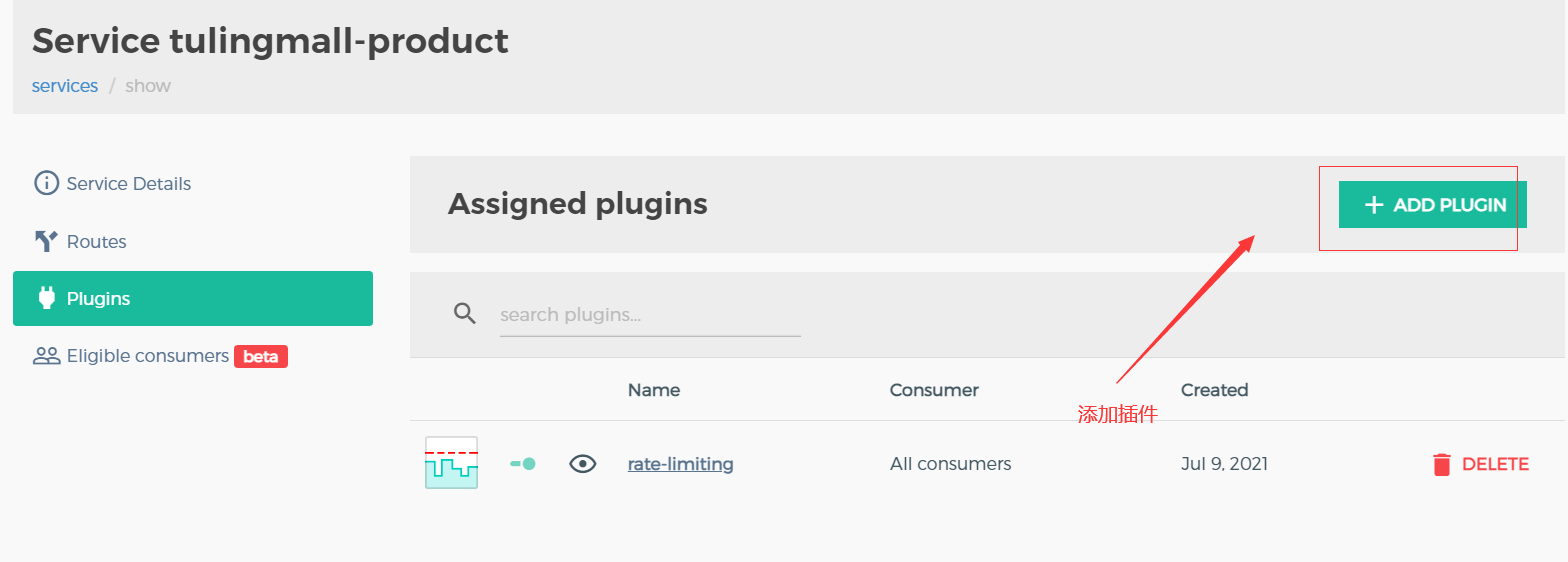 Service tulingmall-product
services / show
Service Details
Routes
Plugins
Eligible consumers beta
Assigned plugins
+ ADD PLUGIN
search plugins...
Name Consumer Created
添加插件
rate-limiting All consumers Jul 9, 2021 DELETE